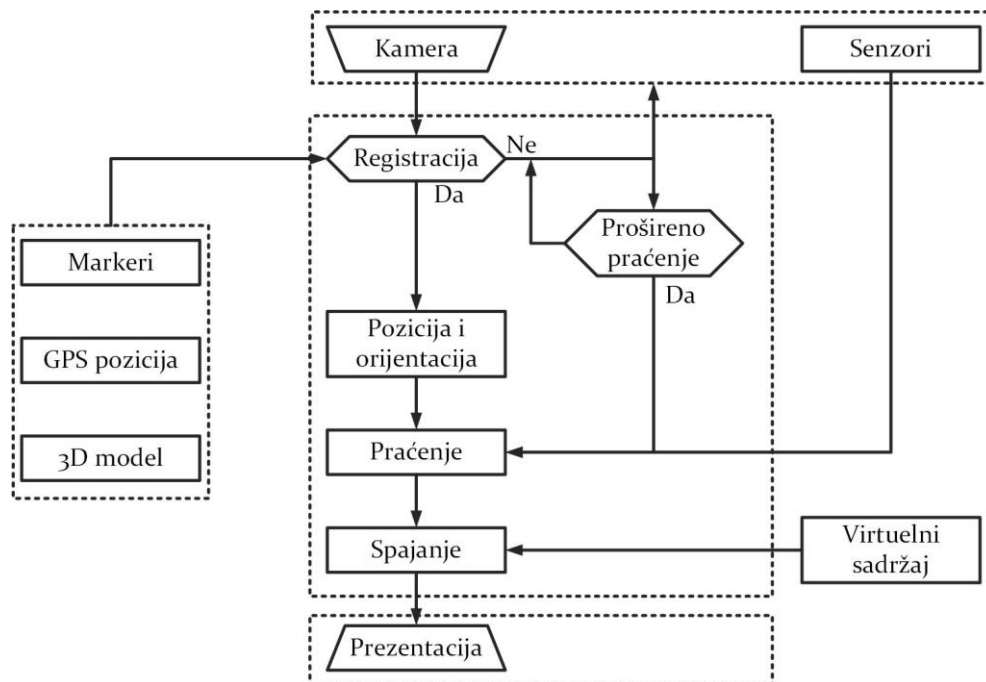 Kamera
Senzori
Registracija
Ne
Da
Prošireno
praćenje
Da
Markeri
GPS pozicija
3D model
Pozicija i
orijentacija
Praćenje
Spajanje
Virtuelni
sadržaj
Prezentacija